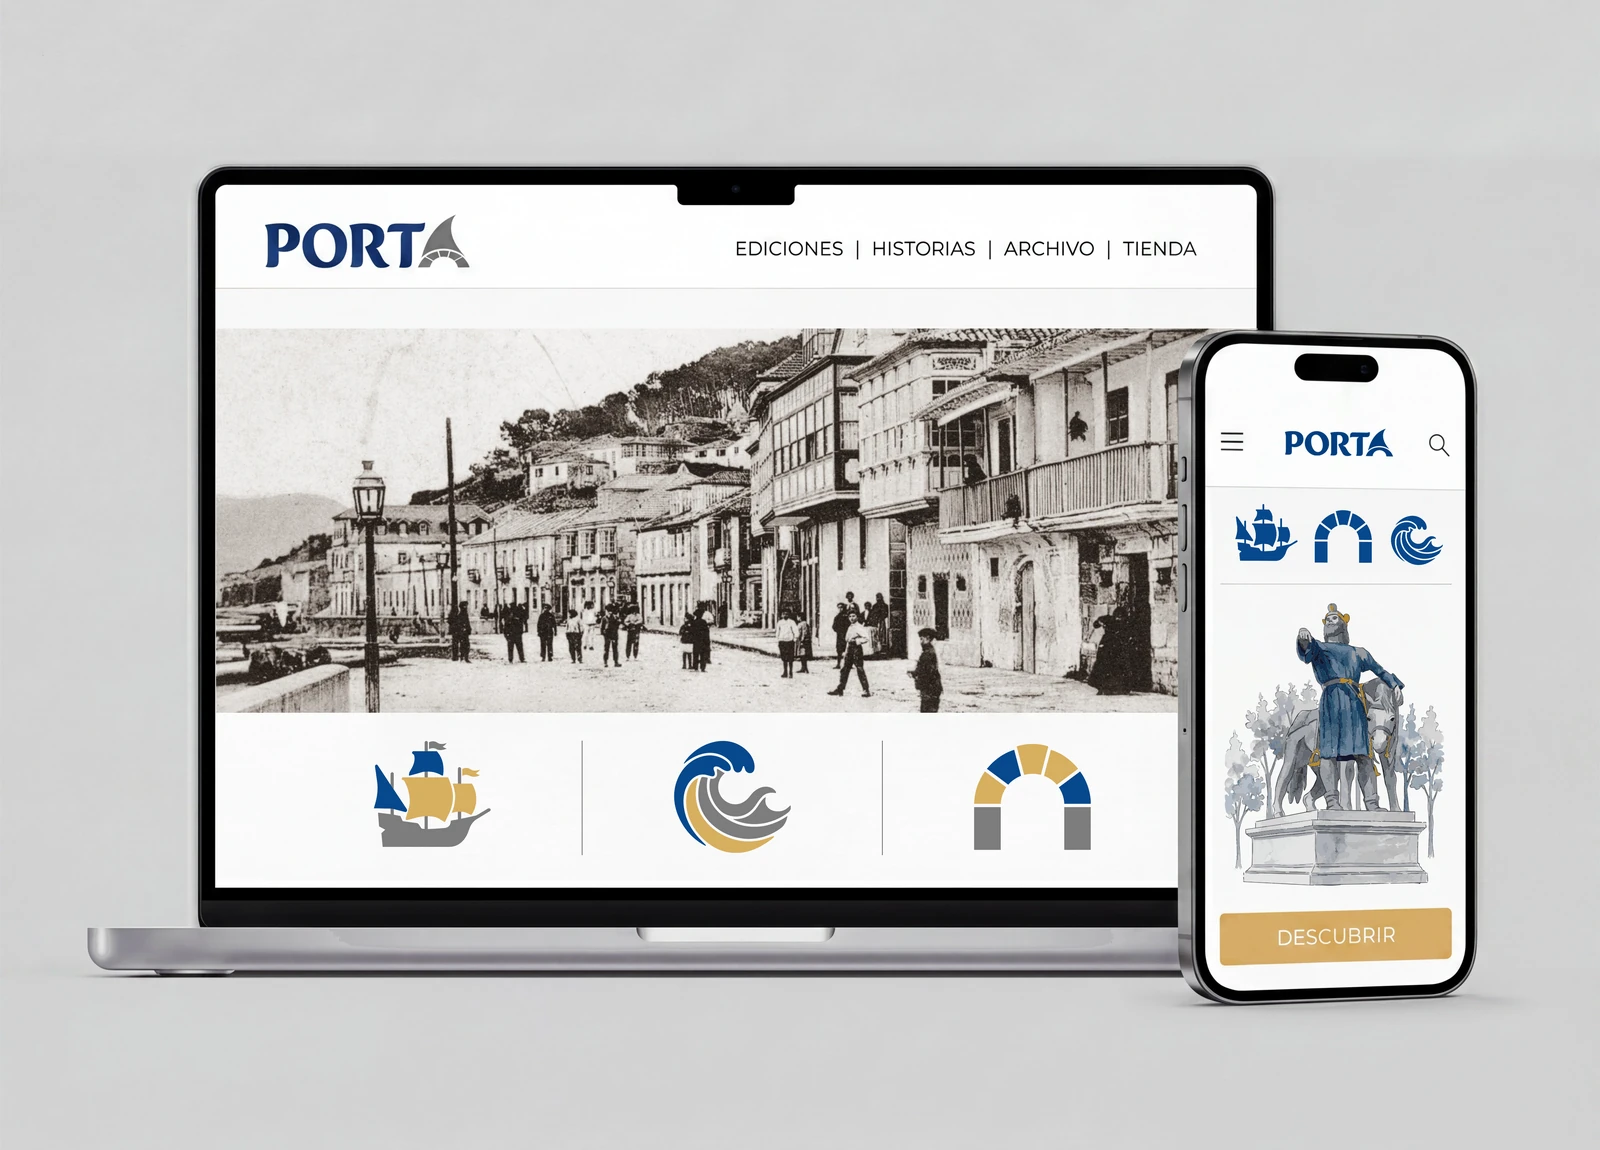 PORTA
EDICIONES | HISTORIAS | ARCHIVO | TIENDA
PORTA
DESCUBRIR